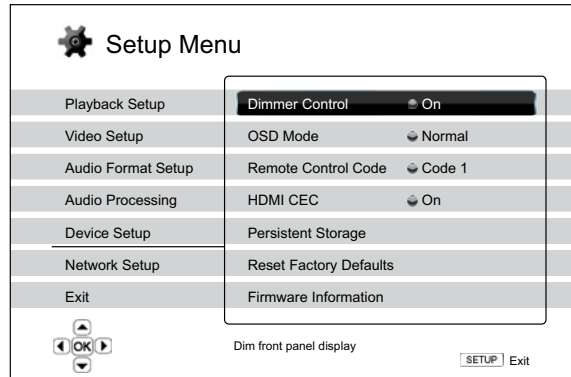 Setup Menu
Playback Setup
Video Setup
Audio Format Setup
Audio Processing
Device Setup
Network Setup
Exit
Dimmer Control On
OSD Mode Normal
Remote Control Code Code 1
HDMI CEC On
Persistent Storage
Reset Factory Defaults
Firmware Information
OK
Dim front panel display
SETUP Exit